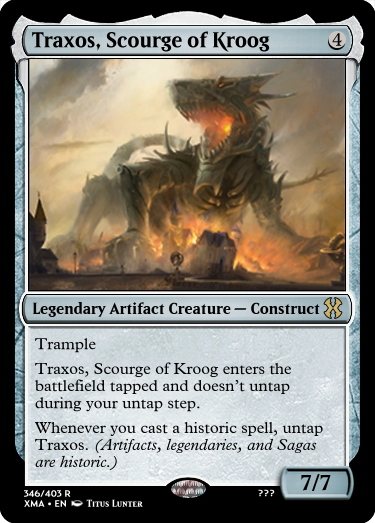 Traxos, Scourge of Kroog 4
Legendary Artifact Creature — Construct
Trample
Traxos, Scourge of Kroog enters the
battlefield tapped and doesn't untap
during your untap step.
Whenever you cast a historic spell, untap
Traxos. (Artifacts, legendaries, and Sagas
are historic.)
7/7
346/403 R
XMA • EN Titus Lunter
???